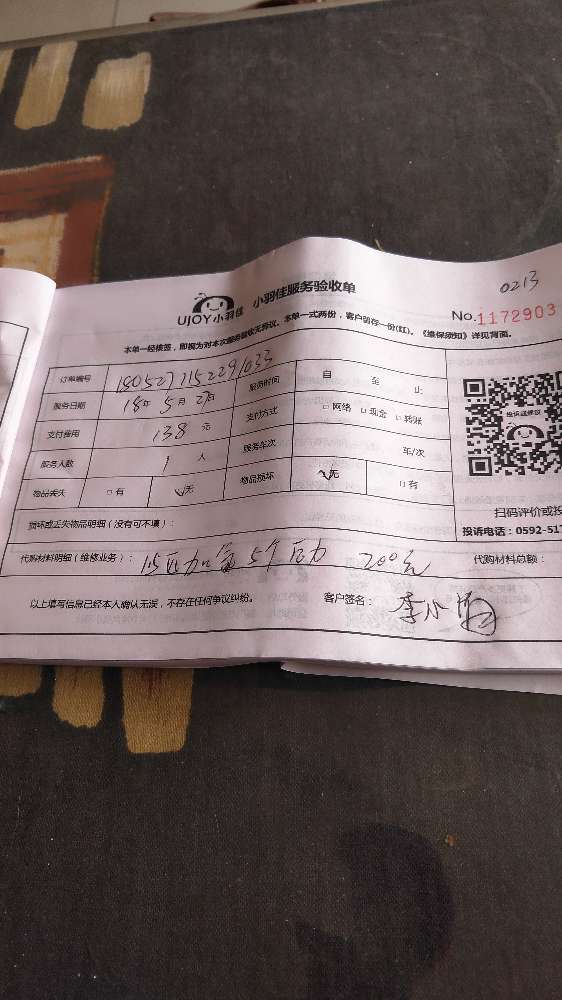 0213
UJOY小羽佳 小羽佳服务验收单
No.1172903
本单一经核签，即视为对本次服务验收无异议。本单一式两份，客户留存一份(红)。《维保须知》详见背面。
订单编号 服务时间 自 至 止
服务日期 18年 5月 27日 支付方式 □网络 □现金 □转账
支付费用 138 元 服务车次 车/次
服务人数 1 人 物品损坏 √无 □有
物品丢失 □有 √无
扫码评价或投
投诉电话：0592-517
损坏或丢失物品明细（没有可不填）：
代购材料明细（维修业务）： 1.5匹加氟 5个压力 200元 代购材料总额：
以上填写信息已经本人确认无误，不存在任何争议纠纷。 客户签名： 李小